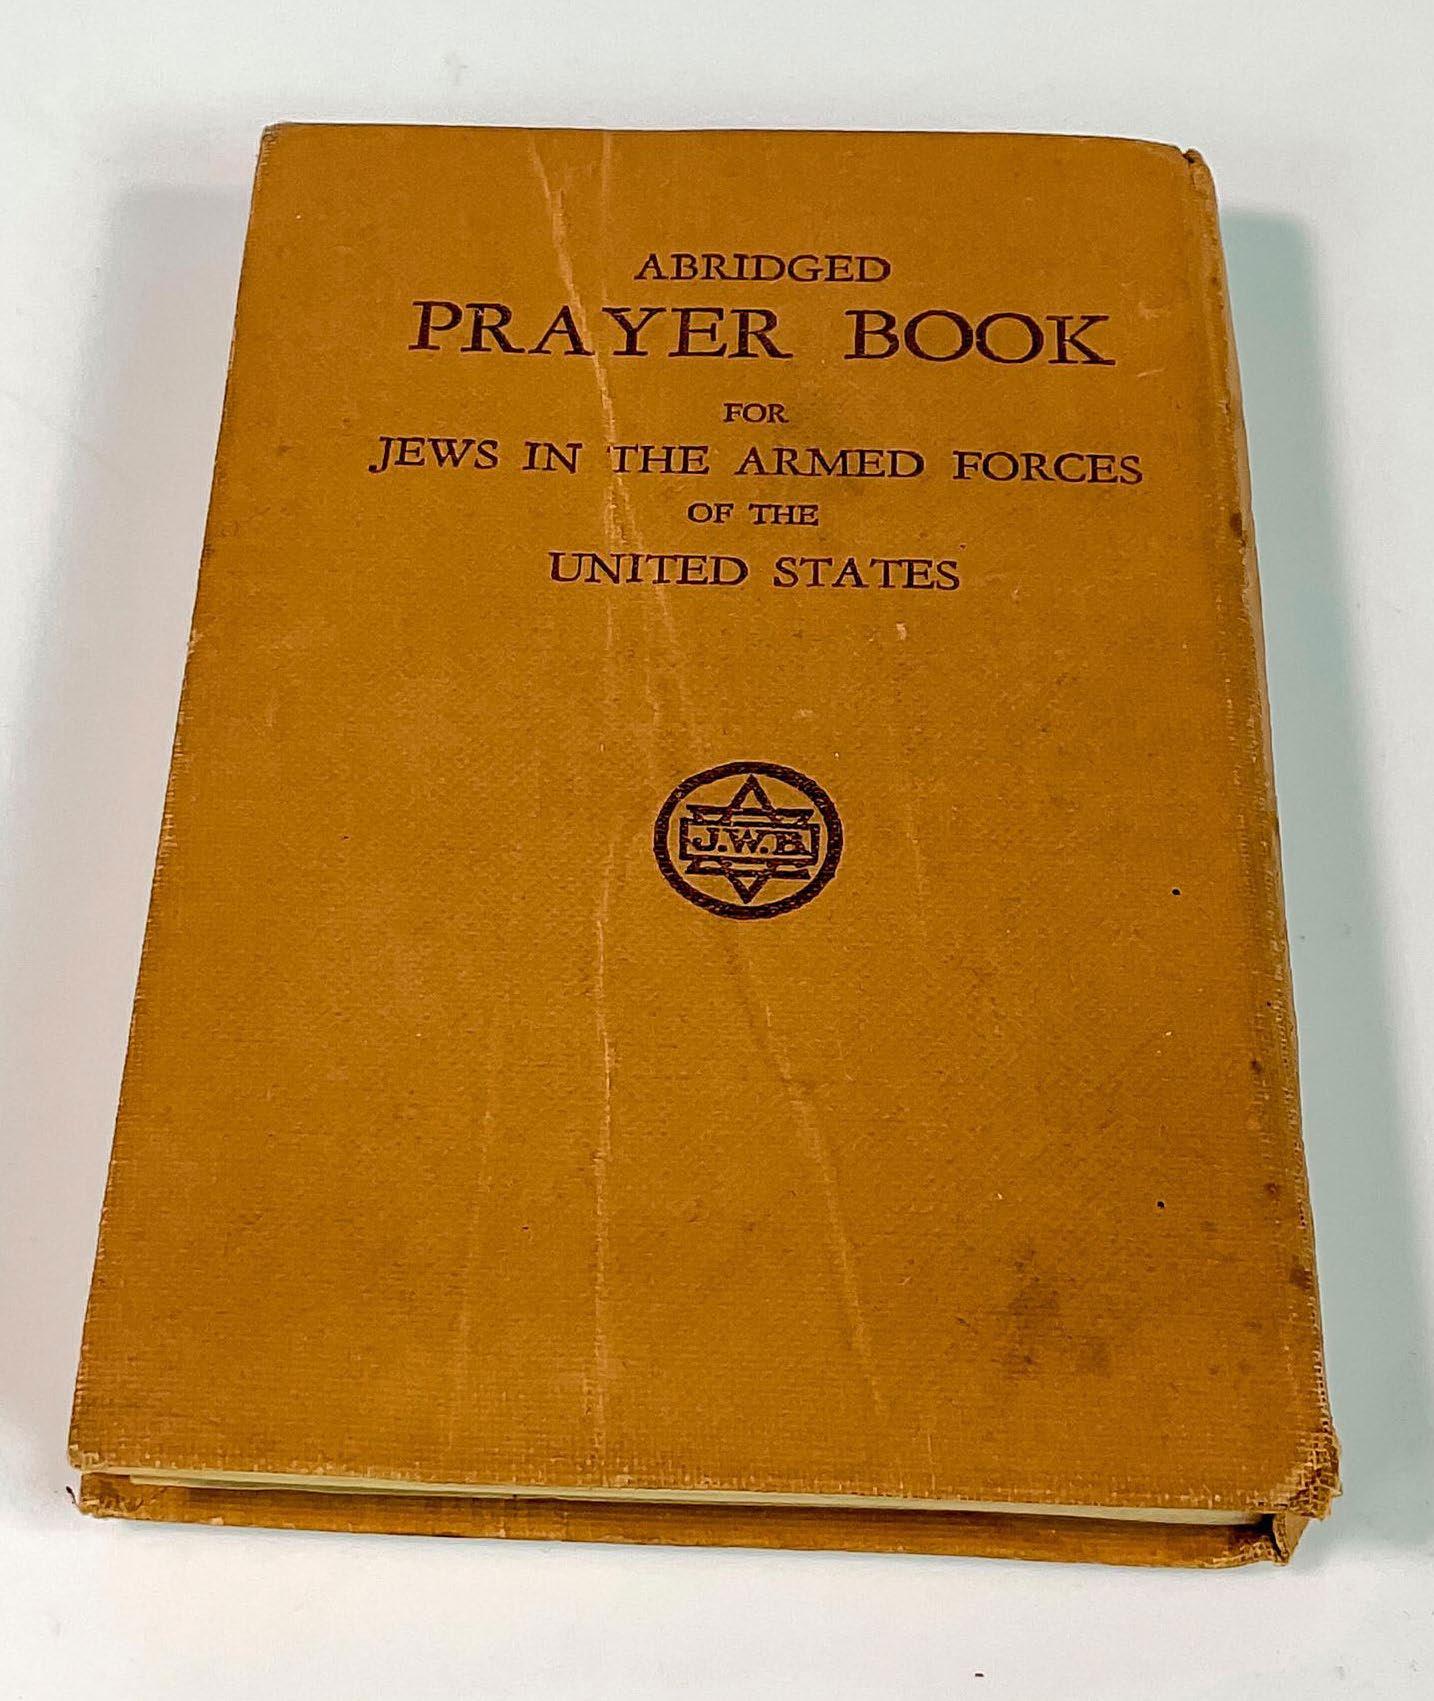 ABRIDGED
PRAYER BOOK
FOR
JEWS IN THE ARMED FORCES
OF THE
UNITED STATES
J.W.B.